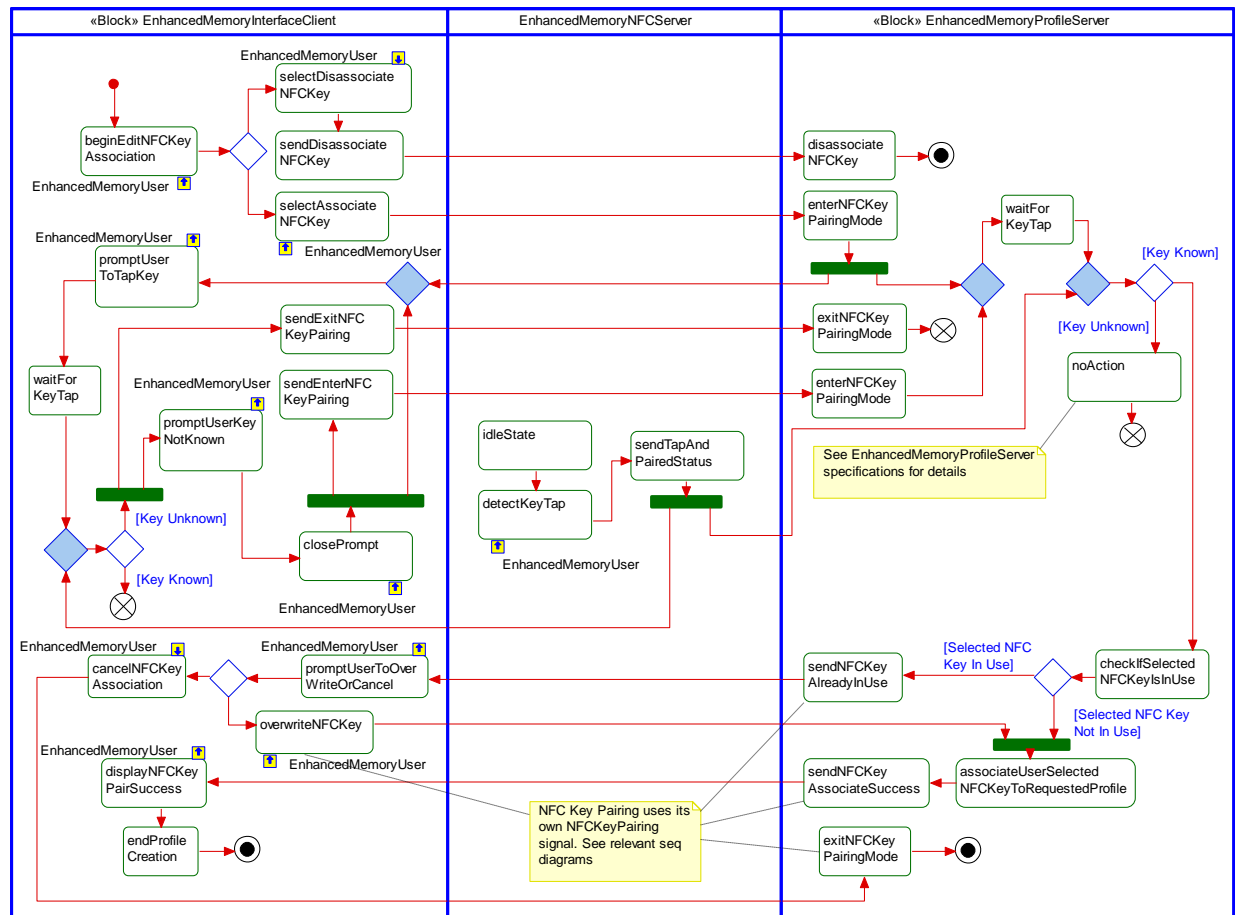 «Block» EnhancedMemoryInterfaceClient
EnhancedMemoryNFCServer
«Block» EnhancedMemoryProfileServer
EnhancedMemoryUser
selectDisassociate
NFCKey
beginEditNFCKey
Association
EnhancedMemoryUser
sendDisassociate
NFCKey
disassociate
NFCKey
selectAssociate
NFCKey
EnhancedMemoryUser
enterNFCKey
PairingMode
waitFor
KeyTap
EnhancedMemoryUser
promptUser
ToTapKey
[Key Known]
sendExitNFC
KeyPairing
exitNFCKey
PairingMode
[Key Unknown]
waitFor
KeyTap
EnhancedMemoryUser
sendEnterNFC
KeyPairing
enterNFCKey
PairingMode
noAction
promptUserKey
NotKnown
idleState
sendTapAnd
PairedStatus
See EnhancedMemoryProfileServer
specifications for details
detectKeyTap
EnhancedMemoryUser
[Key Unknown]
closePrompt
EnhancedMemoryUser
[Key Known]
EnhancedMemoryUser
cancelNFCKey
Association
EnhancedMemoryUser
promptUserToOver
WriteOrCancel
sendNFCKey
AlreadyInUse
[Selected NFC
Key In Use]
checkIfSelected
NFCKeyIsInUse
overwriteNFCKey
EnhancedMemoryUser
[Selected NFC Key
Not In Use]
EnhancedMemoryUser
displayNFCKey
PairSuccess
sendNFCKey
AssociateSuccess
associateUserSelected
NFCKeyToRequestedProfile
NFC Key Pairing uses its
own NFCKeyPairing
signal. See relevant seq
diagrams
endProfile
Creation
exitNFCKey
PairingMode